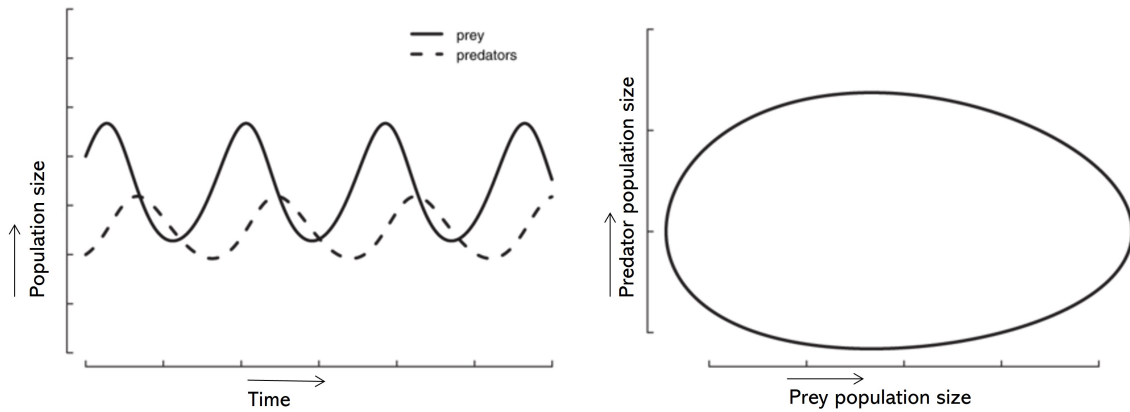 prey
predators
Population size
Time
Predator population size
Prey population size